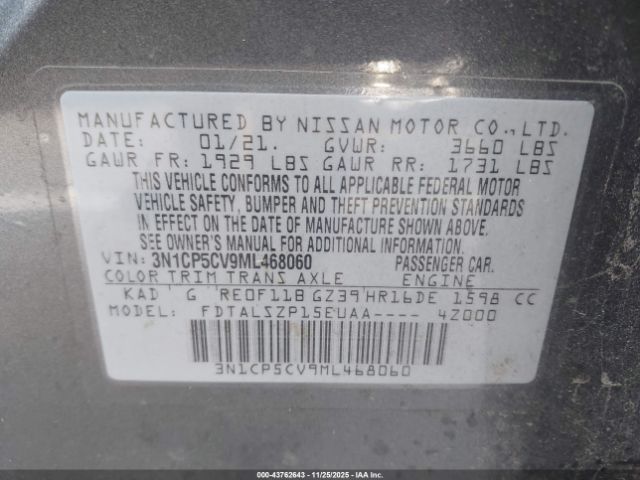 MANUFACTURED BY NISSAN MOTOR CO., LTD.
DATE: 01/21. GVWR: 3660 LBS
GAWR FR: 1929 LBS GAWR RR: 1731 LBS
THIS VEHICLE CONFORMS TO ALL APPLICABLE FEDERAL MOTOR
VEHICLE SAFETY, BUMPER AND THEFT PREVENTION STANDARDS
IN EFFECT ON THE DATE OF MANUFACTURE SHOWN ABOVE.
SEE OWNER'S MANUAL FOR ADDITIONAL INFORMATION.
VIN: 3N1CP5CV9ML468060 PASSENGER CAR.
COLOR TRIM TRANS AXLE ENGINE
KAD G RE0F11B GZ39 HR16DE 1598 CC
MODEL: FDTALSZP15EUAA---- 4Z000
3N1CP5CV9ML468060
000-43762643 - 11/25/2025 - IAAI, Inc.